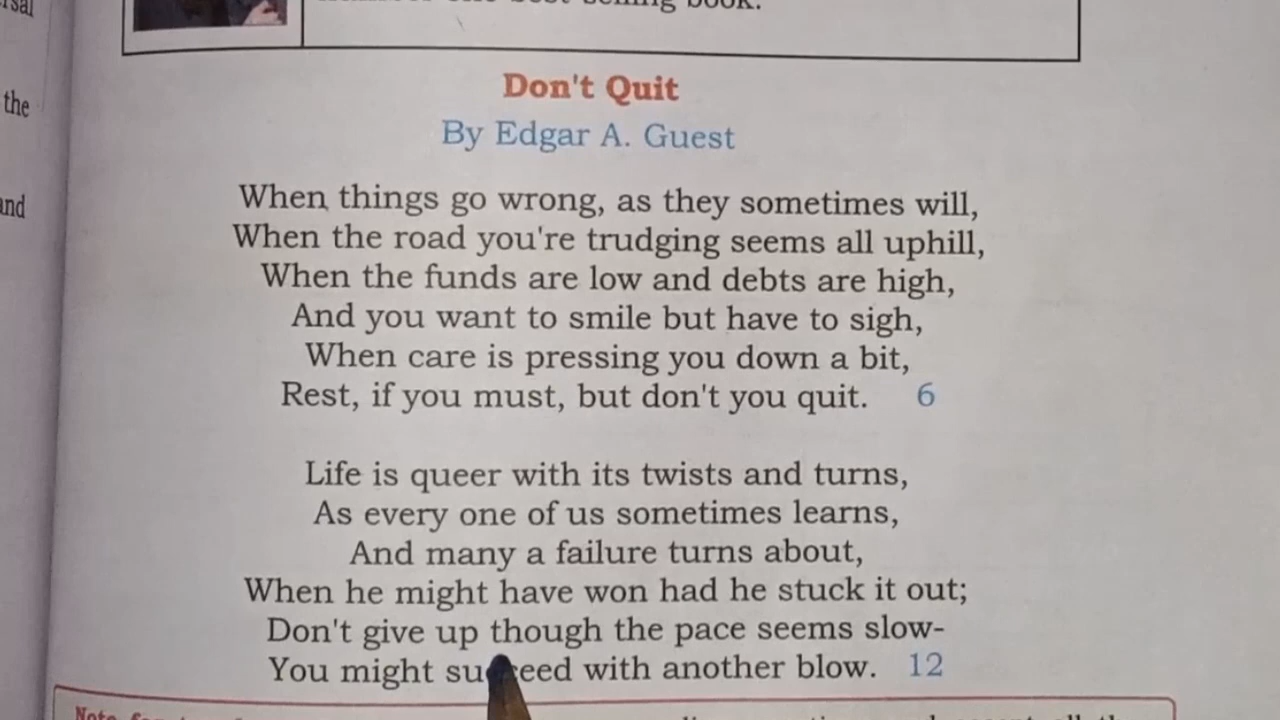 rsal
the
and
book.
Don't Quit
By Edgar A. Guest
When things go wrong, as they sometimes will,
When the road you're trudging seems all uphill,
When the funds are low and debts are high,
And you want to smile but have to sigh,
When care is pressing you down a bit,
Rest, if you must, but don't you quit. 6
Life is queer with its twists and turns,
As every one of us sometimes learns,
And many a failure turns about,
When he might have won had he stuck it out;
Don't give up though the pace seems slow-
You might succeed with another blow. 12
Note